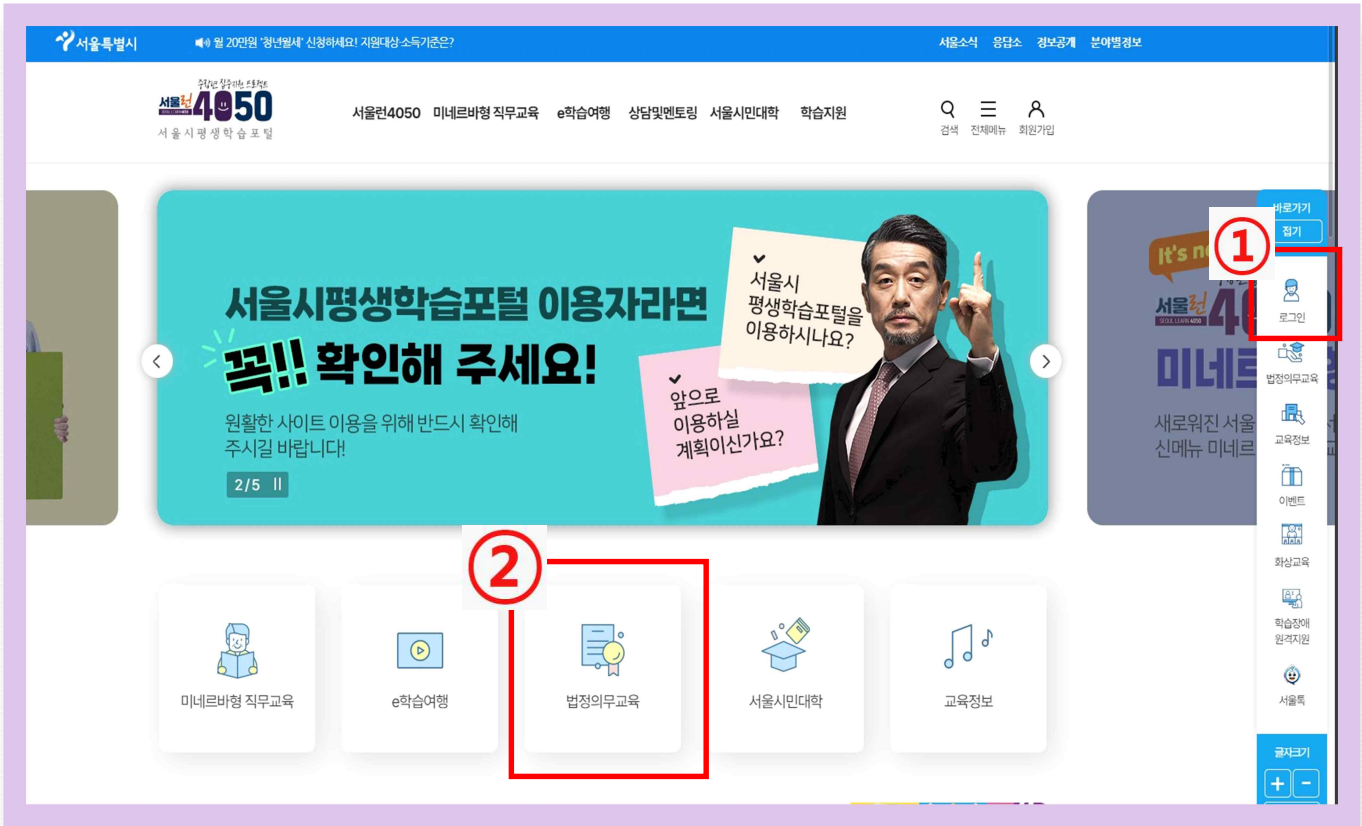 서울특별시
월 20만원 '청년월세' 신청하세요! 지원대상·소득기준은?
서울소식 응답소 정보공개 분야별정보
서울런 4050
서울시평생학습포털
서울런4050 미네르바형 직무교육 e학습여행 상담및멘토링 서울시민대학 학습지원
검색 전체메뉴 회원가입
서울시평생학습포털 이용자라면
꼭!! 확인해 주세요!
원활한 사이트 이용을 위해 반드시 확인해
주시길 바랍니다!
2/5
서울시
평생학습포털을
이용하시나요?
앞으로
이용하실
계획이신가요?
It's n
서울런 4
SEOUL LEARN 4050
미네르
새로워진 서울
신메뉴 미네르
바로가기
접기
①
로그인
법정의무교육
교육정보
이벤트
화상교육
학습장애
원격지원
서울톡
글자크기
+ -
②
미네르바형 직무교육
e학습여행
법정의무교육
서울시민대학
교육정보